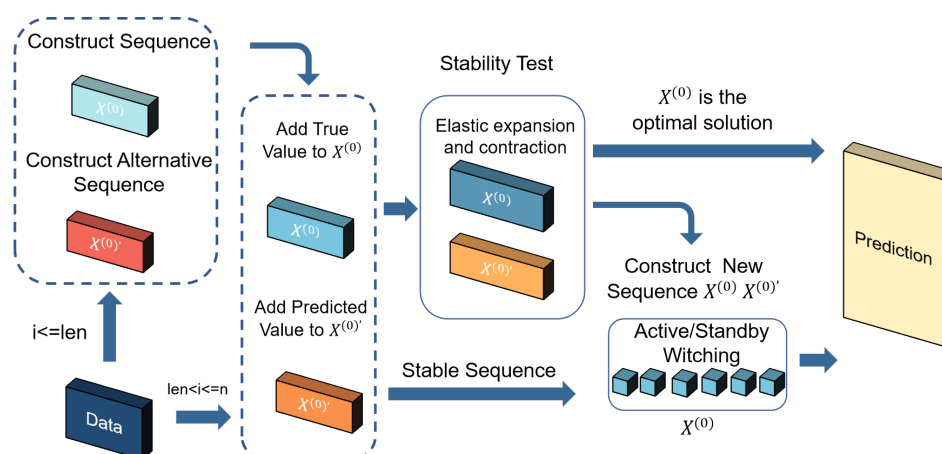 Construct Sequence
X⁽⁰⁾
Construct Alternative
Sequence
X⁽⁰⁾′
i<=len
Data
len<i<=n
Add True
Value to X⁽⁰⁾
X⁽⁰⁾
Add Predicted
Value to X⁽⁰⁾′
X⁽⁰⁾′
Stability Test
Elastic expansion
and contraction
X⁽⁰⁾
X⁽⁰⁾′
Stable Sequence
X⁽⁰⁾ is the
optimal solution
Construct New
Sequence X⁽⁰⁾ X⁽⁰⁾′
Active/Standby
Witching
X⁽⁰⁾
Prediction